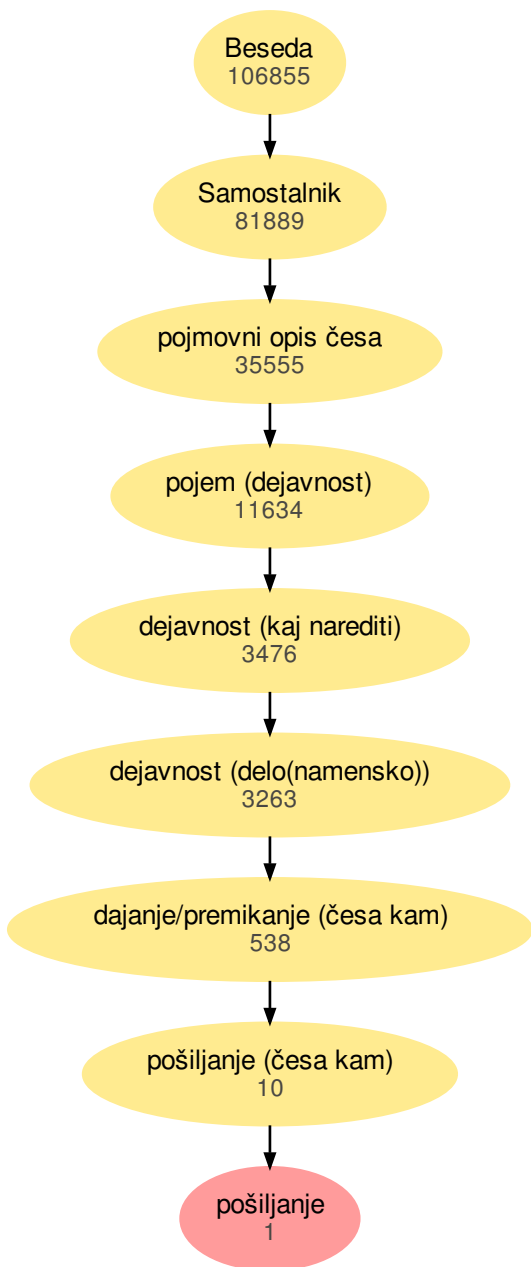 Beseda
106855
Samostalnik
81889
pojmovni opis česa
35555
pojem (dejavnost)
11634
dejavnost (kaj narediti)
3476
dejavnost (delo(namensko))
3263
dajanje/premikanje (česa kam)
538
pošiljanje (česa kam)
10
pošiljanje
1